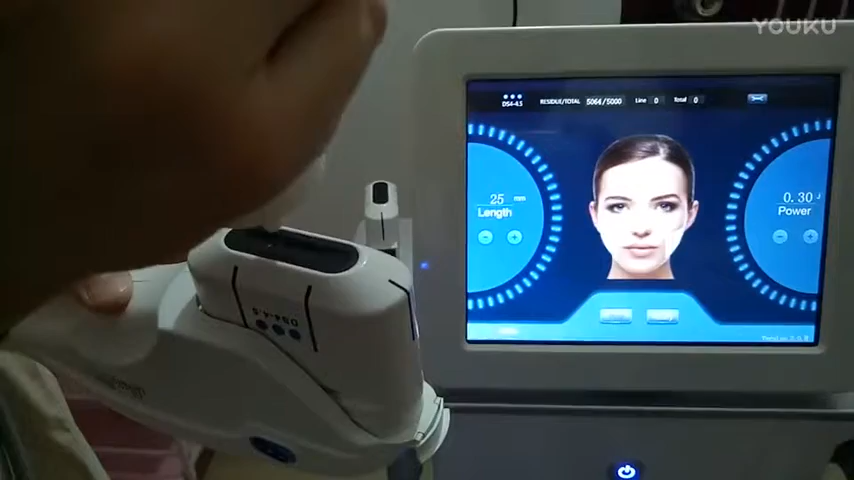 YOUKU
DS4-4.5
RESIDUE/TOTAL 5064/5000 Line 0 Total 0
25 mm
Length
0.30 J
Power
DS4-4.5